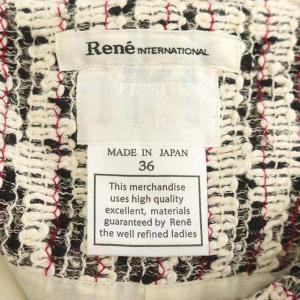 René INTERNATIONAL
TISSUE
MADE IN JAPAN
36
This merchandise
uses high quality
excellent, materials
guaranteed by René
the well refined ladies